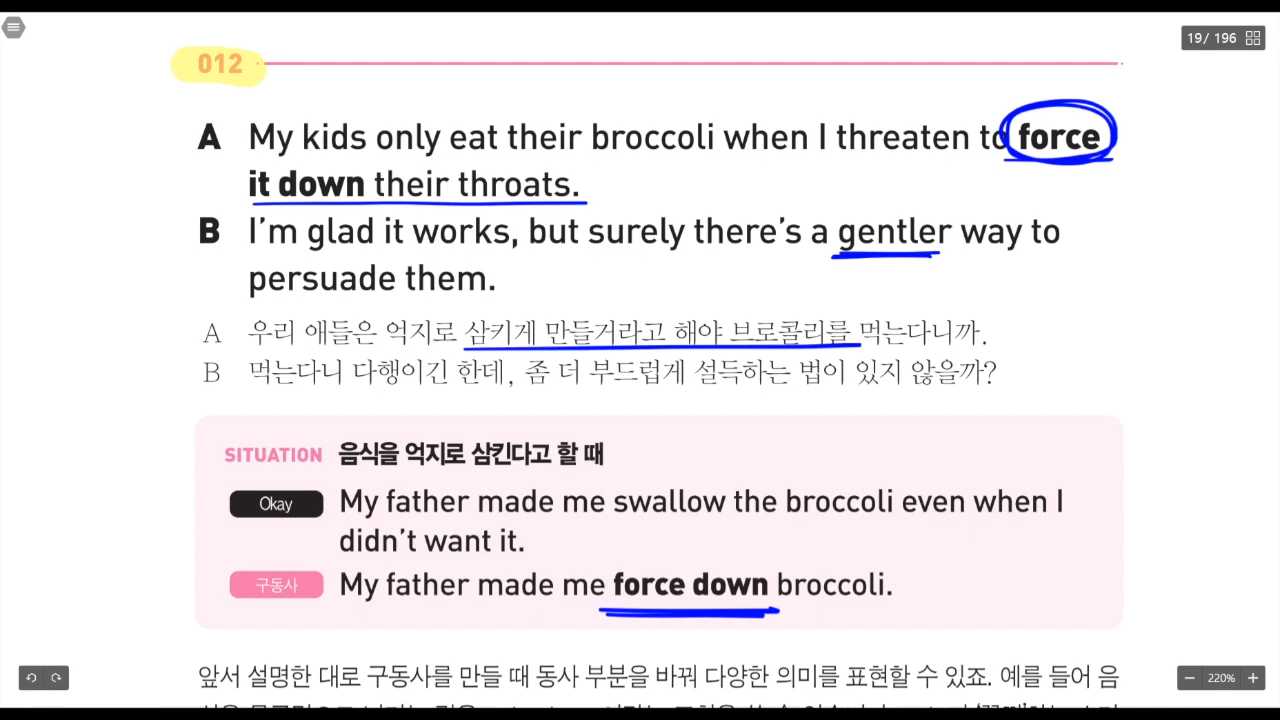 19/ 196
012
A My kids only eat their broccoli when I threaten to force
it down their throats.
B I'm glad it works, but surely there's a gentler way to
persuade them.
A 우리 애들은 억지로 삼키게 만들거라고 해야 브로콜리를 먹는다니까.
B 먹는다니 다행이긴 한데, 좀 더 부드럽게 설득하는 법이 있지 않을까?
SITUATION 음식을 억지로 삼킨다고 할 때
Okay My father made me swallow the broccoli even when I
didn't want it.
구동사 My father made me force down broccoli.
앞서 설명한 대로 구동사를 만들 때 동사 부분을 바꿔 다양한 의미를 표현할 수 있죠. 예를 들어 음
220%